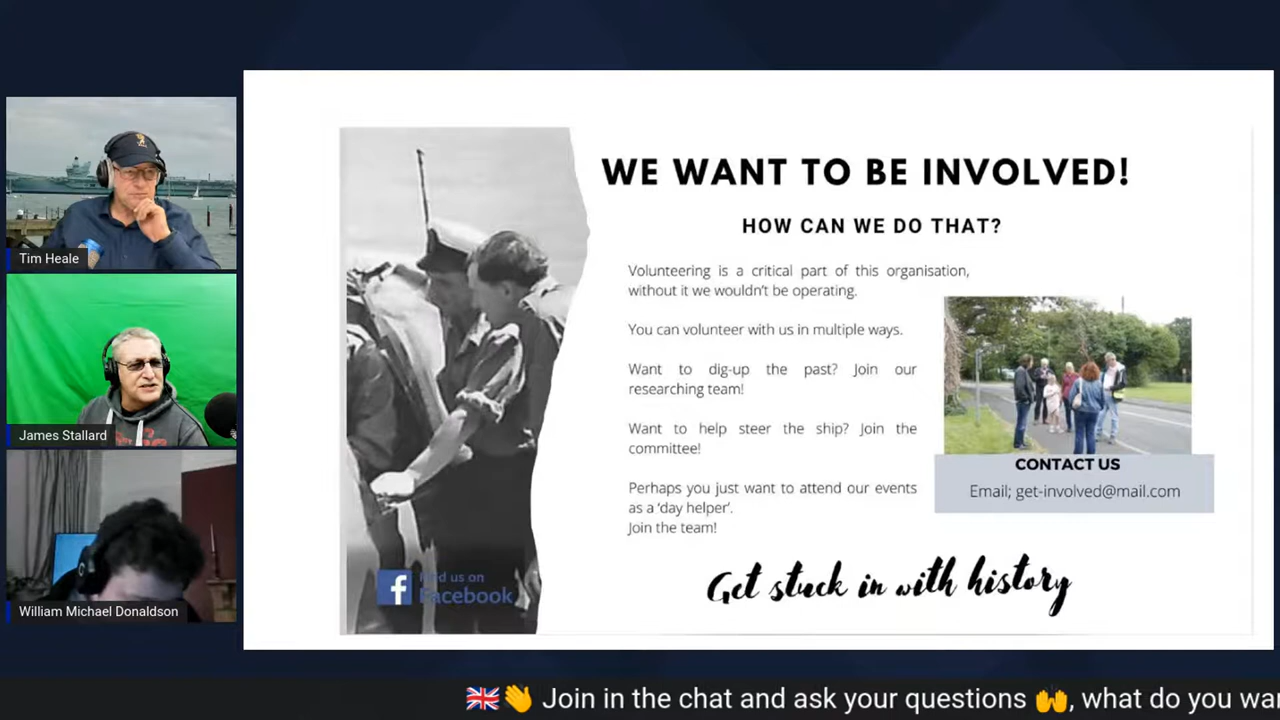 Tim Heale
James Stallard
William Michael Donaldson
WE WANT TO BE INVOLVED!
HOW CAN WE DO THAT?
Volunteering is a critical part of this organisation,
without it we wouldn't be operating.
You can volunteer with us in multiple ways.
Want to dig-up the past? Join our
researching team!
Want to help steer the ship? Join the
committee!
Perhaps you just want to attend our events
as a 'day helper'.
Join the team!
CONTACT US
Email; get-involved@mail.com
Get stuck in with history
f
Find us on
Facebook
🇬🇧👋 Join in the chat and ask your questions 🙌, what do you wa